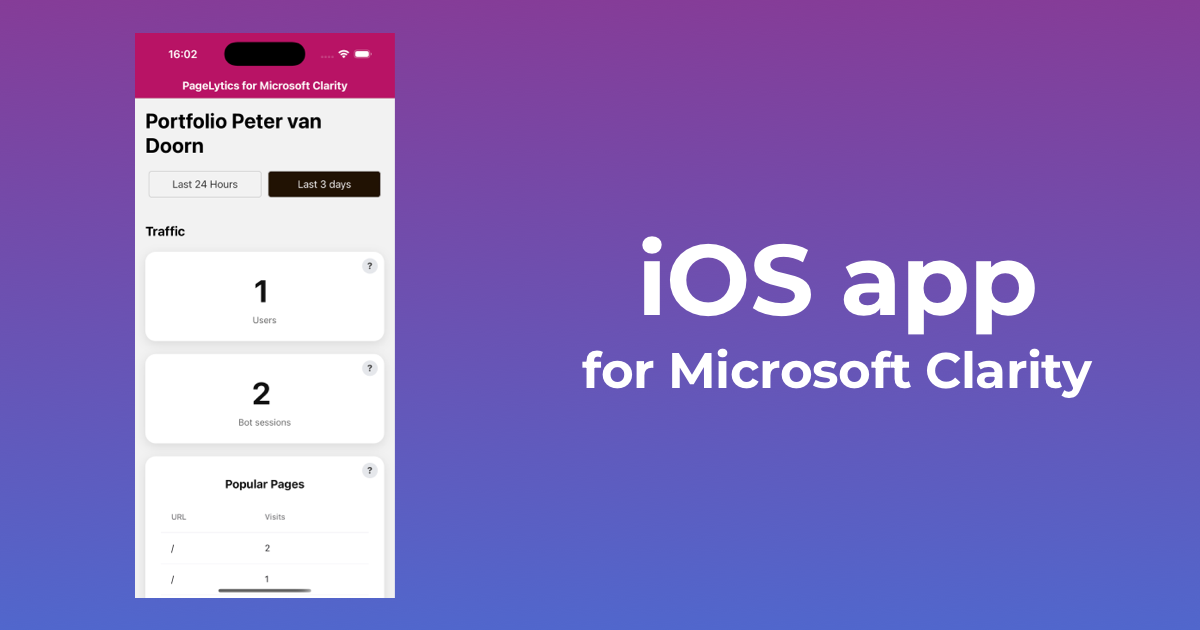 16:02
PageLytics for Microsoft Clarity
Portfolio Peter van
Doorn
Last 24 Hours
Last 3 days
Traffic
?
1
Users
?
2
Bot sessions
?
Popular Pages
URL Visits
/ 2
/ 1
iOS app
for Microsoft Clarity